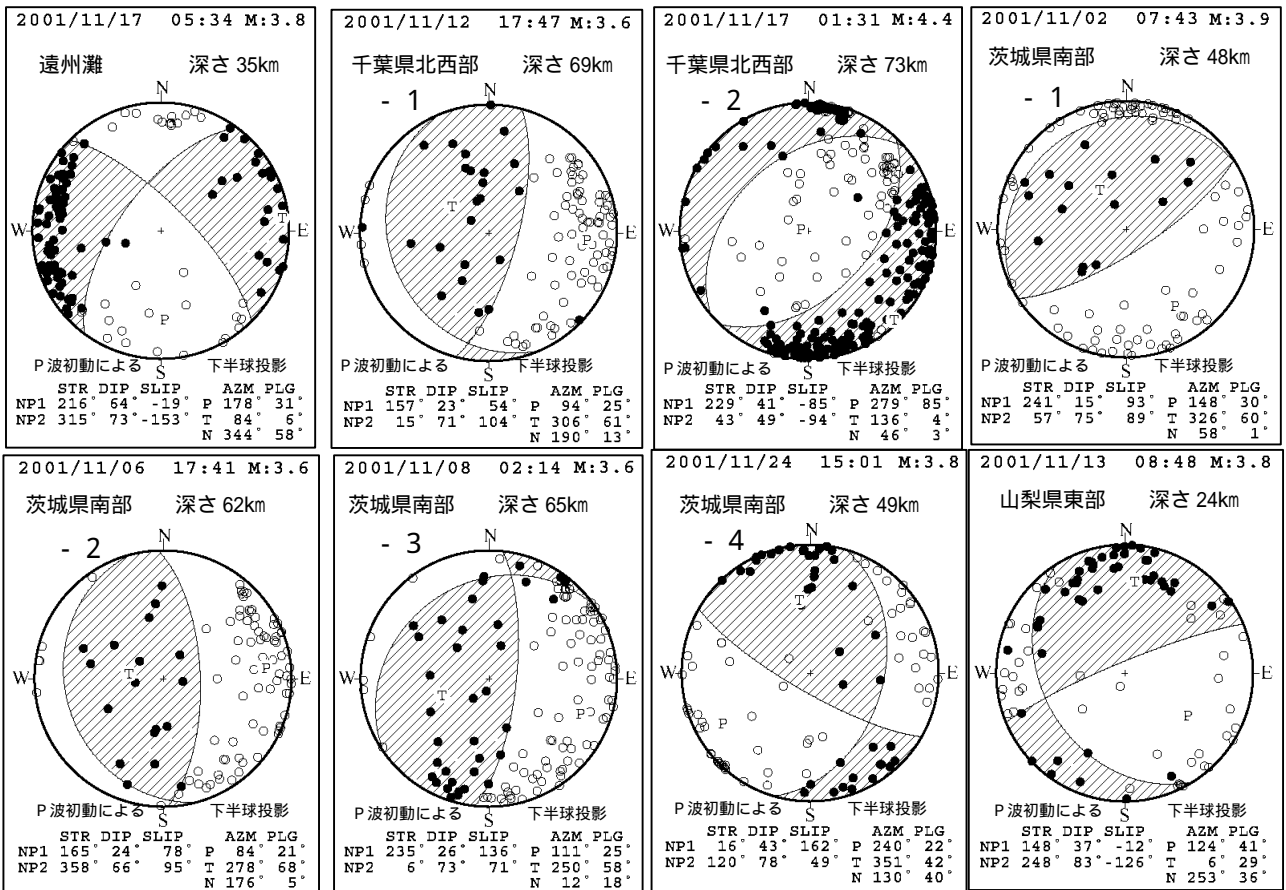 2001/11/17 05:34 M:3.8
遠州灘 深さ 35km
N
W E
T
P
S
P波初動による 下半球投影
STR DIP SLIP AZM PLG
NP1 216° 64° -19° P 178° 31°
NP2 315° 73° -153° T 84° 6°
N 344° 58°
2001/11/12 17:47 M:3.6
千葉県北西部 深さ 69km
- 1
N
T
W P E
S
P波初動による 下半球投影
STR DIP SLIP AZM PLG
NP1 157° 23° 54° P 94° 25°
NP2 15° 71° 104° T 306° 61°
N 190° 13°
2001/11/17 01:31 M:4.4
千葉県北西部 深さ 73km
- 2
N
W P E
T
S
P波初動による 下半球投影
STR DIP SLIP AZM PLG
NP1 229° 41° -85° P 279° 85°
NP2 43° 49° -94° T 136° 4°
N 46° 3°
2001/11/02 07:43 M:3.9
茨城県南部 深さ 48km
- 1
N
T
W E
P
S
P波初動による 下半球投影
STR DIP SLIP AZM PLG
NP1 241° 15° 93° P 148° 30°
NP2 57° 75° 89° T 326° 60°
N 58° 1°
2001/11/06 17:41 M:3.6
茨城県南部 深さ 62km
- 2
N
T P
W E
S
P波初動による 下半球投影
STR DIP SLIP AZM PLG
NP1 165° 24° 78° P 84° 21°
NP2 358° 66° 95° T 278° 68°
N 176° 5°
2001/11/08 02:14 M:3.6
茨城県南部 深さ 65km
- 3
N
W E
T P
S
P波初動による 下半球投影
STR DIP SLIP AZM PLG
NP1 235° 26° 136° P 111° 25°
NP2 6° 73° 71° T 250° 58°
N 12° 18°
2001/11/24 15:01 M:3.8
茨城県南部 深さ 49km
- 4
N
T
W E
P
S
P波初動による 下半球投影
STR DIP SLIP AZM PLG
NP1 16° 43° 162° P 240° 22°
NP2 120° 78° 49° T 351° 42°
N 130° 40°
2001/11/13 08:48 M:3.8
山梨県東部 深さ 24km
N
T
W E
P
S
P波初動による 下半球投影
STR DIP SLIP AZM PLG
NP1 148° 37° -12° P 124° 41°
NP2 248° 83° -126° T 6° 29°
N 253° 36°